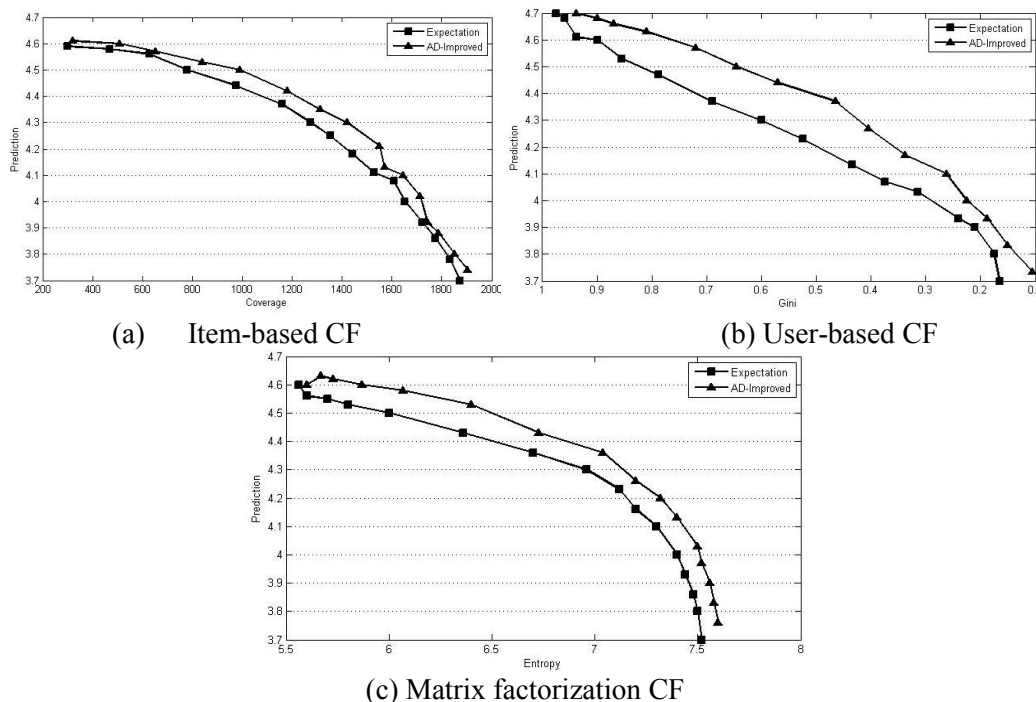 4.7
4.6
4.5
4.4
4.3
4.2
4.1
4
3.9
3.8
3.7
Prediction
200 400 600 800 1000 1200 1400 1600 1800 2000
Coverage
Expectation
AD-Improved
(a) Item-based CF
4.7
4.6
4.5
4.4
4.3
4.2
4.1
4
3.9
3.8
3.7
Prediction
1 0.9 0.8 0.7 0.6 0.5 0.4 0.3 0.2 0.1
Gini
Expectation
AD-Improved
(b) User-based CF
4.7
4.6
4.5
4.4
4.3
4.2
4.1
4
3.9
3.8
3.7
Prediction
5.5 6 6.5 7 7.5 8
Entropy
Expectation
AD-Improved
(c) Matrix factorization CF